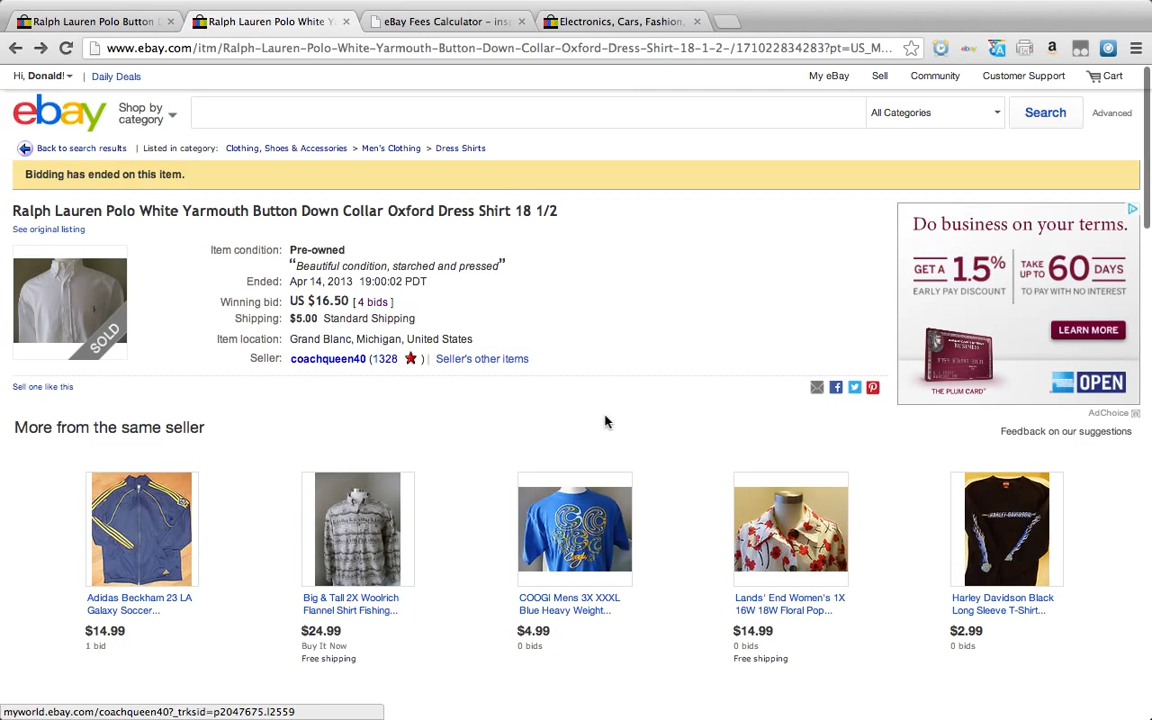 Ralph Lauren Polo Button D
Ralph Lauren Polo White Y
eBay Fees Calculator – insp
Electronics, Cars, Fashion,
www.ebay.com/itm/Ralph-Lauren-Polo-White-Yarmouth-Button-Down-Collar-Oxford-Dress-Shirt-18-1-2-/171022834283?pt=US_M...
Hi, Donald!
Daily Deals
My eBay
Sell
Community
Customer Support
Cart
ebay
Shop by
category
All Categories
Search
Advanced
Back to search results | Listed in category: Clothing, Shoes & Accessories > Men's Clothing > Dress Shirts
Bidding has ended on this item.
Ralph Lauren Polo White Yarmouth Button Down Collar Oxford Dress Shirt 18 1/2
See original listing
SOLD
Item condition: Pre-owned
"Beautiful condition, starched and pressed"
Ended: Apr 14, 2013 19:00:02 PDT
Winning bid: US $16.50 [ 4 bids ]
Shipping: $5.00 Standard Shipping
Item location: Grand Blanc, Michigan, United States
Seller: coachqueen40 (1328 ) | Seller's other items
Sell one like this
Do business on your terms.
GET A 1.5% EARLY PAY DISCOUNT
TAKE UP TO 60 DAYS TO PAY WITH NO INTEREST
LEARN MORE
THE PLUM CARD
OPEN
AdChoice
Feedback on our suggestions
More from the same seller
Adidas Beckham 23 LA
Galaxy Soccer...
$14.99
1 bid
Big & Tall 2X Woolrich
Flannel Shirt Fishing...
$24.99
Buy It Now
Free shipping
COOGI Mens 3X XXXL
Blue Heavy Weight...
$4.99
0 bids
Lands' End Women's 1X
16W 18W Floral Pop...
$14.99
0 bids
Free shipping
Harley Davidson Black
Long Sleeve T-Shirt...
$2.99
0 bids
myworld.ebay.com/coachqueen40?_trksid=p2047675.l2559